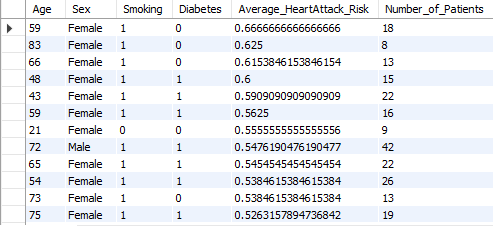 Age Sex Smoking Diabetes Average_HeartAttack_Risk Number_of_Patients
59 Female 1 0 0.6666666666666666 18
83 Female 1 0 0.625 8
66 Female 1 0 0.6153846153846154 13
48 Female 1 1 0.6 15
43 Female 1 1 0.5909090909090909 22
59 Female 1 1 0.5625 16
21 Female 0 0 0.5555555555555556 9
72 Male 1 1 0.5476190476190477 42
65 Female 1 1 0.5454545454545454 22
54 Female 1 1 0.5384615384615384 26
73 Female 1 0 0.5384615384615384 13
75 Female 1 1 0.5263157894736842 19